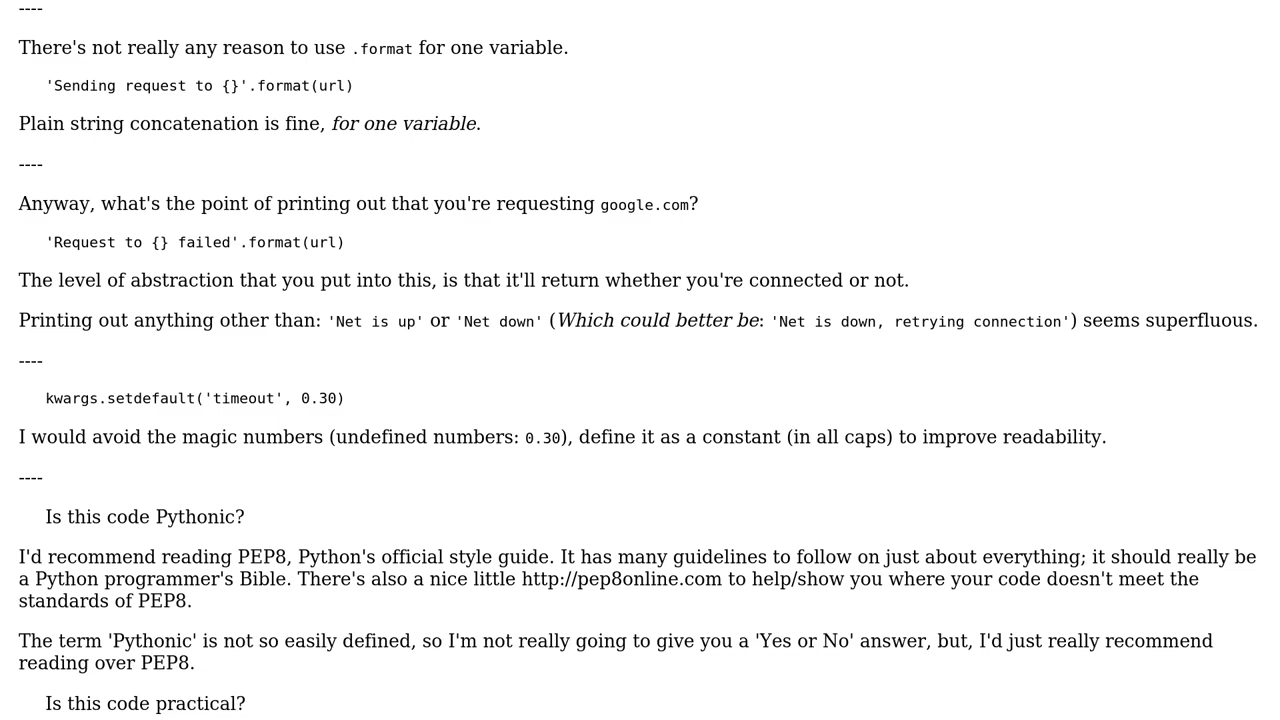 ----
There's not really any reason to use .format for one variable.
'Sending request to {}'.format(url)
Plain string concatenation is fine, for one variable.
----
Anyway, what's the point of printing out that you're requesting google.com?
'Request to {} failed'.format(url)
The level of abstraction that you put into this, is that it'll return whether you're connected or not.
Printing out anything other than: 'Net is up' or 'Net down' (Which could better be: 'Net is down, retrying connection') seems superfluous.
----
kwargs.setdefault('timeout', 0.30)
I would avoid the magic numbers (undefined numbers: 0.30), define it as a constant (in all caps) to improve readability.
----
Is this code Pythonic?
I'd recommend reading PEP8, Python's official style guide. It has many guidelines to follow on just about everything; it should really be
a Python programmer's Bible. There's also a nice little http://pep8online.com to help/show you where your code doesn't meet the
standards of PEP8.
The term 'Pythonic' is not so easily defined, so I'm not really going to give you a 'Yes or No' answer, but, I'd just really recommend
reading over PEP8.
Is this code practical?